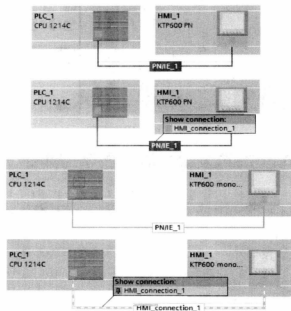 PLC_1 HMI_1
CPU 1214C KTP600 PN
PN/IE_1
PLC_1 HMI_1
CPU 1214C KTP600 PN
Show connection:
HMI_connection_1
PN/IE_1
PLC_1 HMI_1
CPU 1214C KTP600 mono...
PN/IE_1
PLC_1 HMI_1
CPU 1214C KTP600 mono...
Show connection:
HMI_connection_1
HMI_connection_1